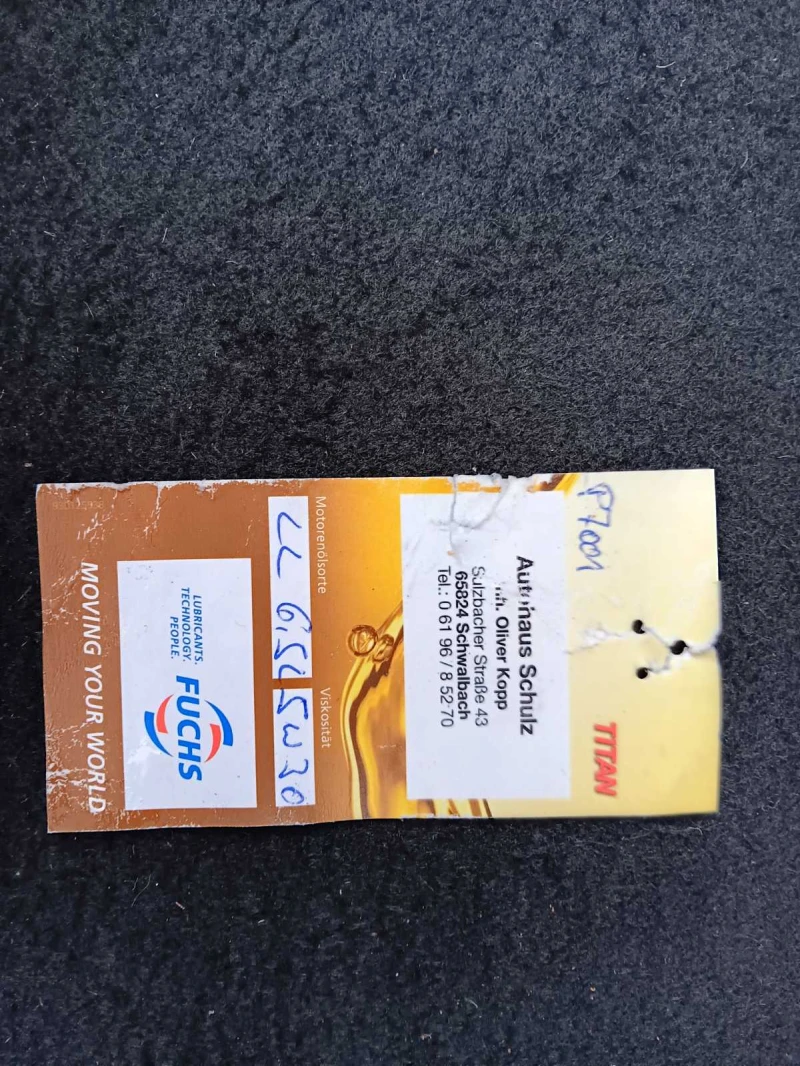 P7001
TITAN
Autohaus Schulz
Inh. Oliver Kopp
Sulzbacher Straße 43
65824 Schwalbach
Tel.: 0 61 96 / 8 52 70
Motorenölsorte Viskosität
LL 6,5L 5W30
LUBRICANTS.
TECHNOLOGY.
PEOPLE.
FUCHS
MOVING YOUR WORLD